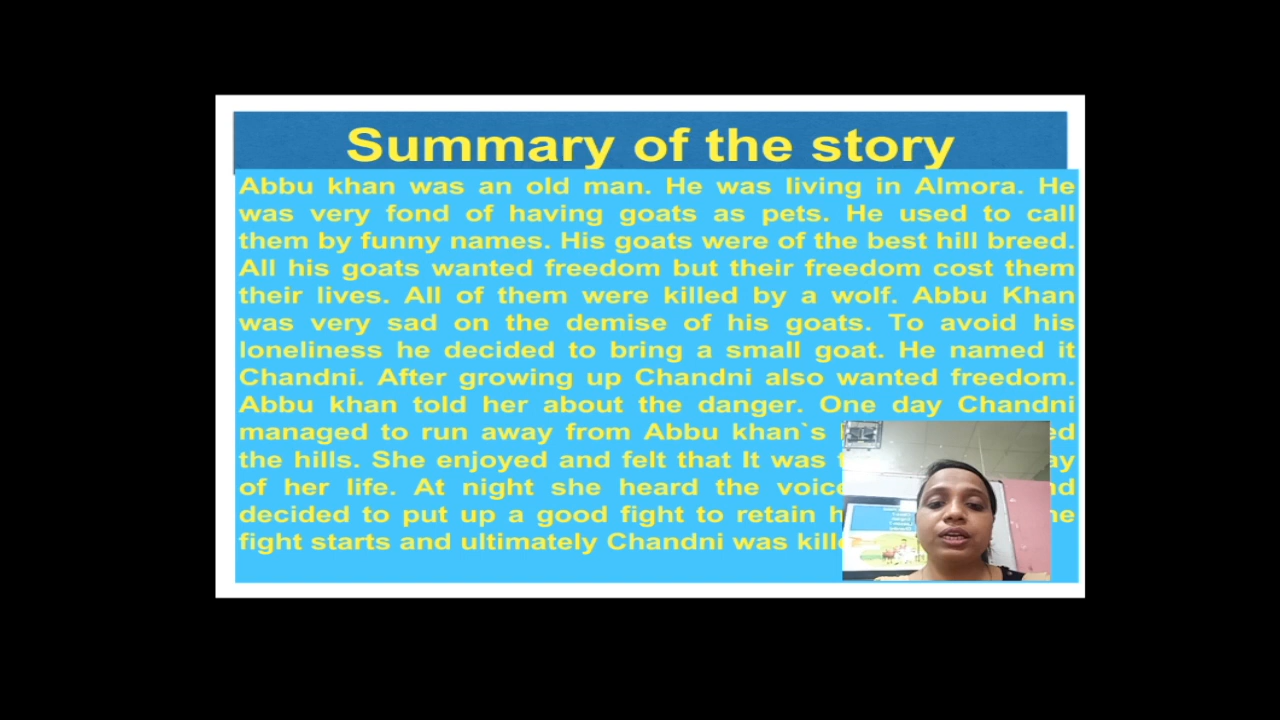 Summary of the story
Abbu khan was an old man. He was living in Almora. He
was very fond of having goats as pets. He used to call
them by funny names. His goats were of the best hill breed.
All his goats wanted freedom but their freedom cost them
their lives. All of them were killed by a wolf. Abbu Khan
was very sad on the demise of his goats. To avoid his
loneliness he decided to bring a small goat. He named it
Chandni. After growing up Chandni also wanted freedom.
Abbu khan told her about the danger. One day Chandni
managed to run away from Abbu khan`s
the hills. She enjoyed and felt that It was
of her life. At night she heard the
decided to put up a good fight to retain
fight starts and ultimately Chandni was